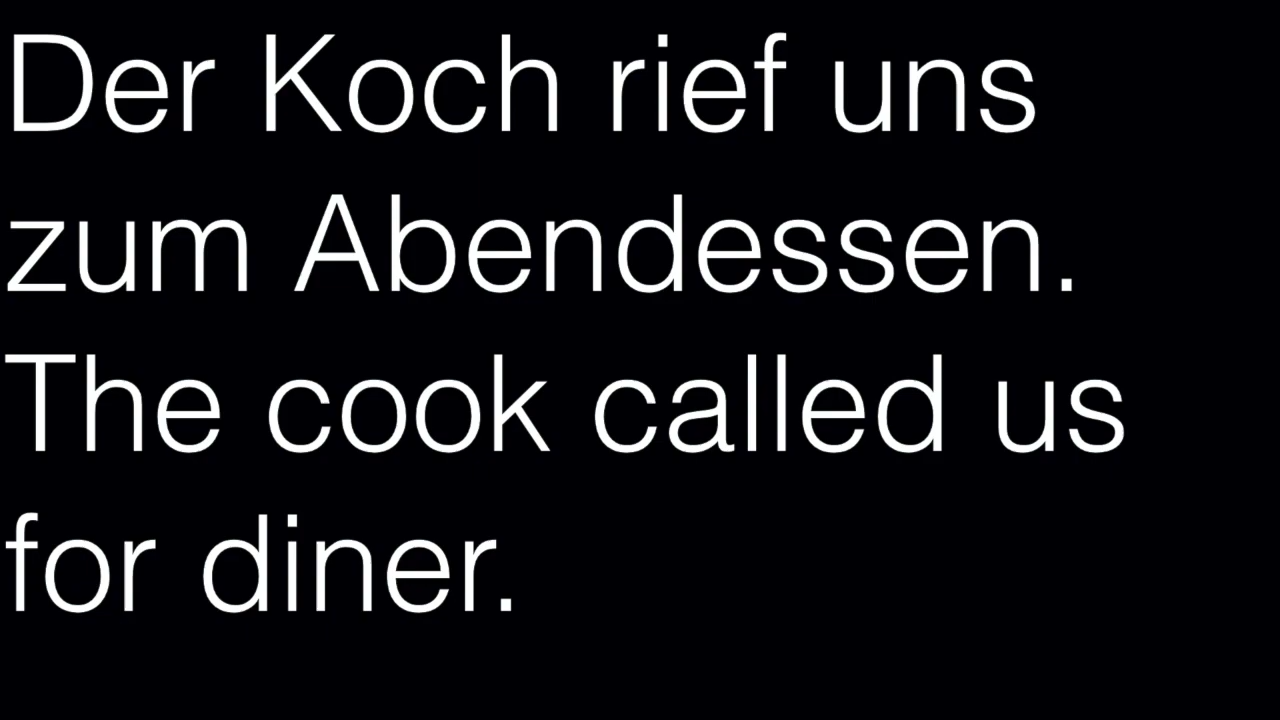 Der Koch rief uns
zum Abendessen.
The cook called us
for diner.